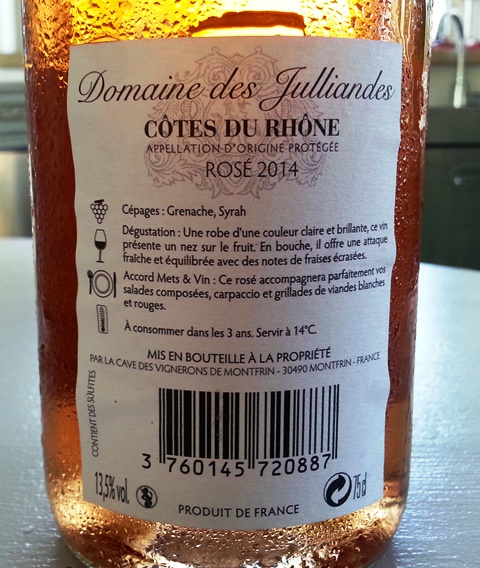 Domaine des Julliandes
CÔTES DU RHÔNE
APPELLATION D'ORIGINE PROTÉGÉE
ROSÉ 2014
Cépages : Grenache, Syrah
Dégustation : Une robe d'une couleur claire et brillante, ce vin
présente un nez sur le fruit. En bouche, il offre une attaque
fraîche et équilibrée avec des notes de fraises écrasées.
Accord Mets & Vin : Ce rosé accompagnera parfaitement vos
salades composées, carpaccio et grillades de viandes blanches
et rouges.
À consommer dans les 3 ans. Servir à 14°C.
MIS EN BOUTEILLE À LA PROPRIÉTÉ
PAR LA CAVE DES VIGNERONS DE MONTFRIN - 30490 MONTFRIN - FRANCE
CONTIENT DES SULFITES
3 760145 720887
13,5% vol.
75 cl
PRODUIT DE FRANCE